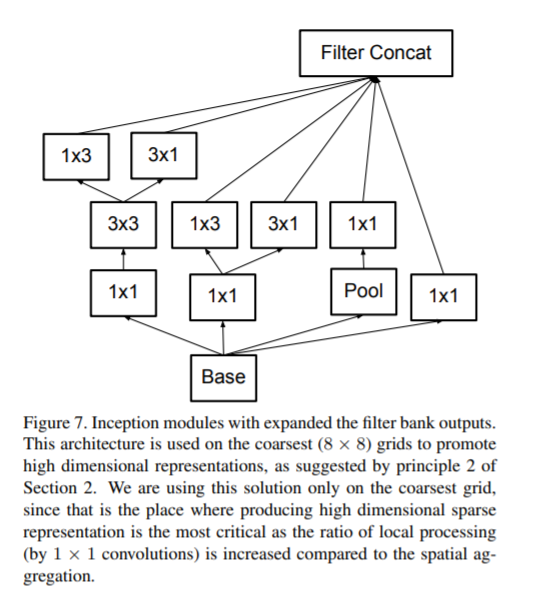 Filter Concat
1x3 3x1
3x3 1x3 3x1 1x1
1x1 1x1 Pool 1x1
Base
Figure 7. Inception modules with expanded the filter bank outputs.
This architecture is used on the coarsest (8 × 8) grids to promote
high dimensional representations, as suggested by principle 2 of
Section 2. We are using this solution only on the coarsest grid,
since that is the place where producing high dimensional sparse
representation is the most critical as the ratio of local processing
(by 1 × 1 convolutions) is increased compared to the spatial ag-
gregation.